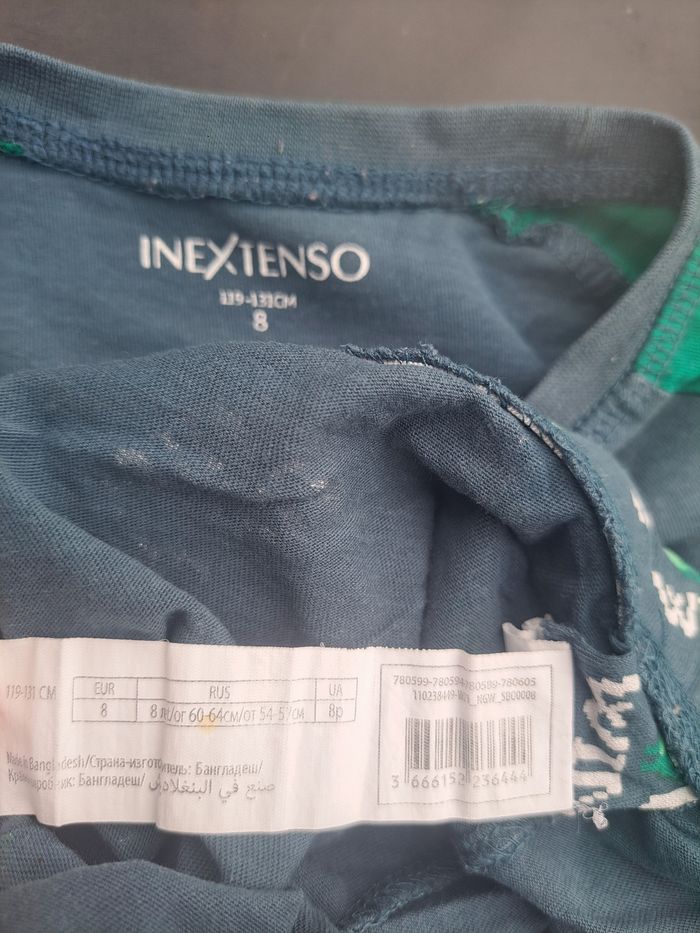 INEXTENSO
119-131CM
8
119-131 CM
EUR RUS UA
8 8 лет/ог 60-64см/от 54-57см 8р
Made in Bangladesh/Страна-изготовитель: Бангладеш/
Країна-виробник: Бангладеш/ صنع في البنغلاديش
780599-780594-780589-780605
_NGW_SB00008
3 666152 236444